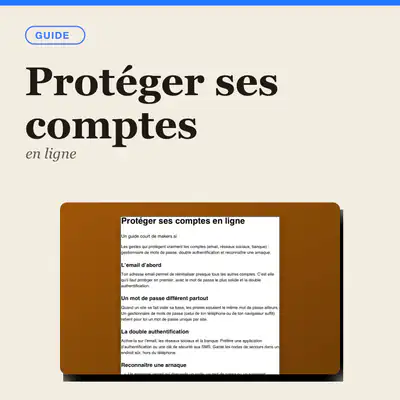 GUIDE
Protéger ses
comptes
en ligne
Protéger ses comptes en ligne
Un guide court de makers ai
Les gestes qui protègent vraiment les comptes (email, réseaux sociaux, banque) :
gestionnaire de mots de passe, double authentification et reconnaître une arnaque.
L'email d'abord
Ton adresse email permet de réinitialiser presque tous les autres comptes. C'est elle
qu'il faut protéger en premier, avec le mot de passe le plus solide et la double
authentification.
Un mot de passe différent partout
Quand un site se fait voler sa base, les pirates essaient le même mot de passe ailleurs.
Un gestionnaire de mots de passe (celui de ton téléphone ou de ton navigateur suffit)
retient pour toi un mot de passe unique par site.
La double authentification
Active-la sur l'email, les réseaux sociaux et la banque. Préfère une application
d'authentification ou une clé de sécurité aux SMS. Garde les codes de secours dans un
endroit sûr, hors du téléphone.
Reconnaître une arnaque